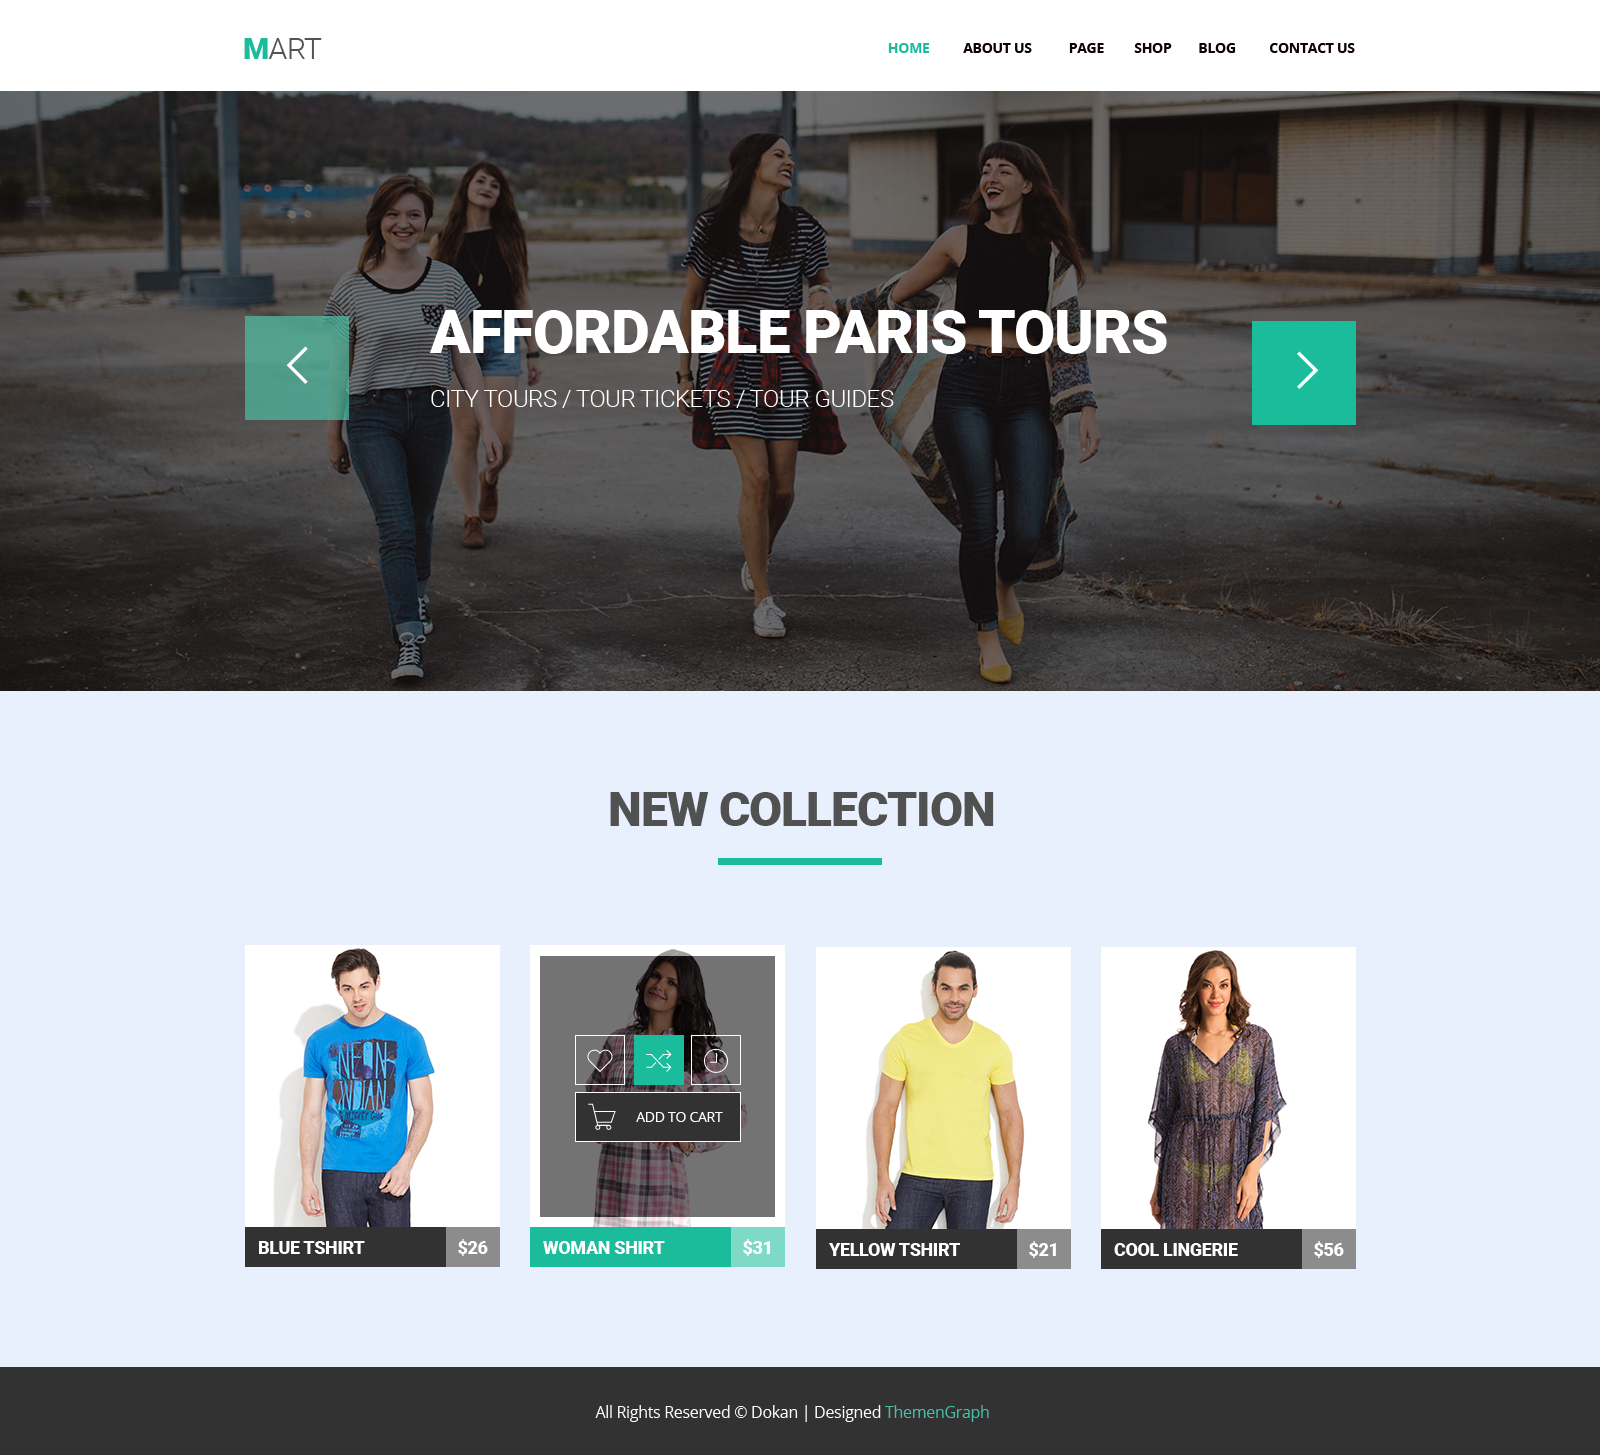 MART
HOME ABOUT US PAGE SHOP BLOG CONTACT US
AFFORDABLE PARIS TOURS
CITY TOURS / TOUR TICKETS / TOUR GUIDES
NEW COLLECTION
NEON
INDIAN
ADD TO CART
BLUE TSHIRT $26
WOMAN SHIRT $31
YELLOW TSHIRT $21
COOL LINGERIE $56
All Rights Reserved © Dokan | Designed ThemenGraph